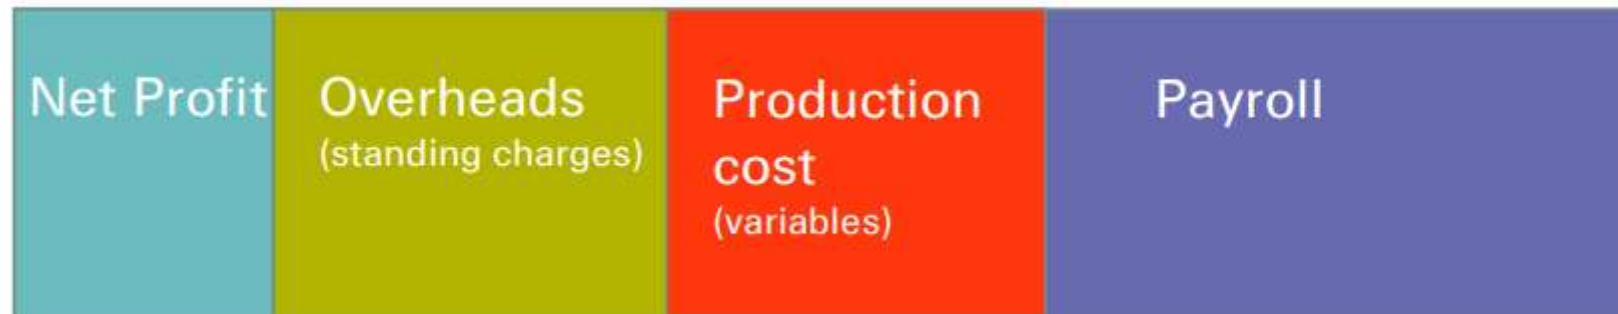 Net Profit
Overheads
(standing charges)
Production
cost
(variables)
Payroll